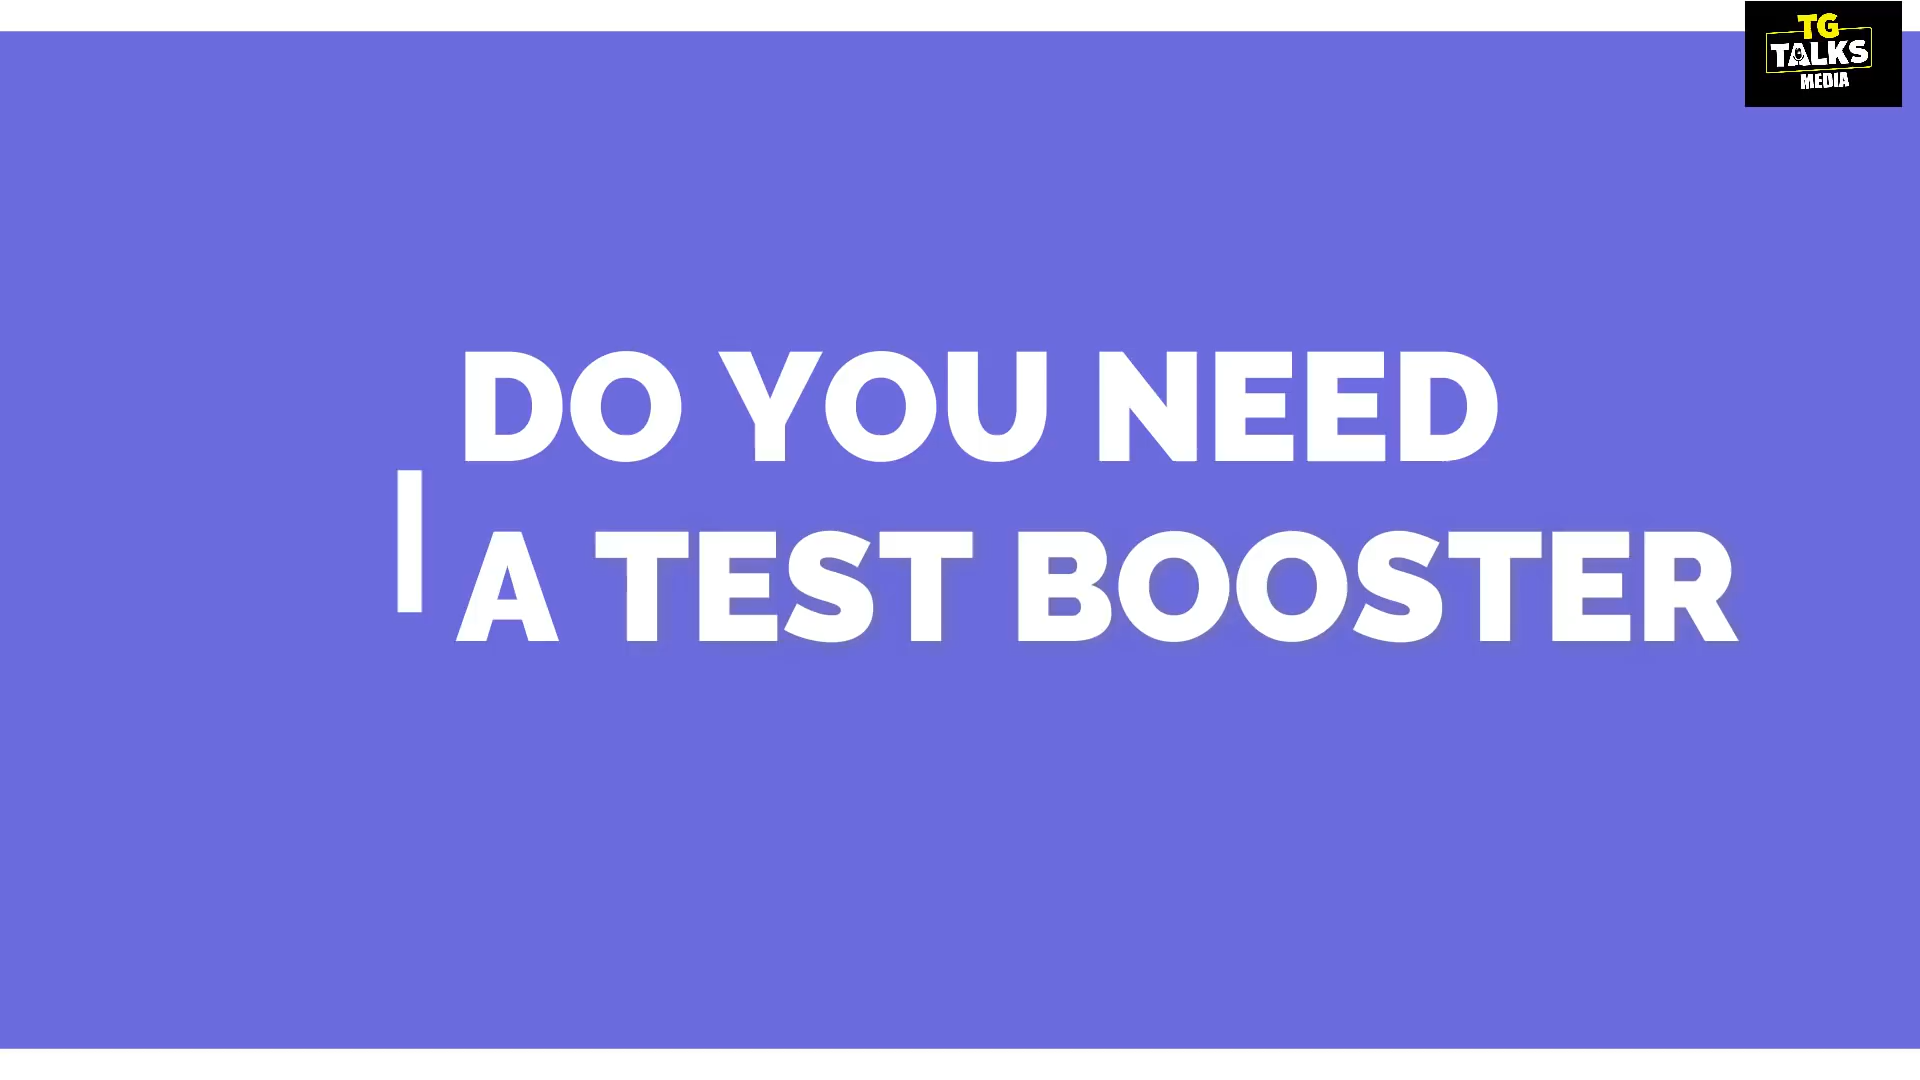 TG
TALKS
MEDIA
DO YOU NEED
A TEST BOOSTER